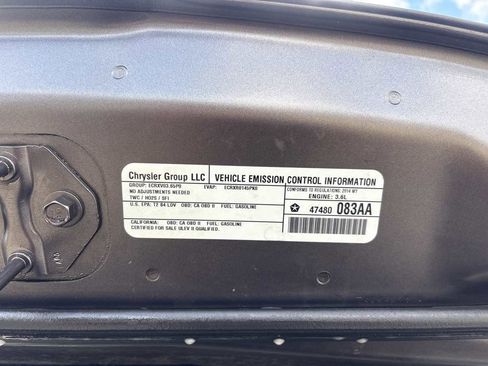 Chrysler Group LLC VEHICLE EMISSION CONTROL INFORMATION
GROUP: ECRXV03.65P0 EVAP: ECRXR0145PK0 CONFORMS TO REGULATIONS: 2014 MY
NO ADJUSTMENTS NEEDED ENGINE: 3.6L
TWC / HO2S / SFI
47480 083AA
U.S. EPA: T2 B4 LDV OBD: CA OBD II FUEL: GASOLINE
CALIFORNIA: OBD: CA OBD II FUEL: GASOLINE
CERTIFIED FOR SALE ULEV II QUALIFIED.